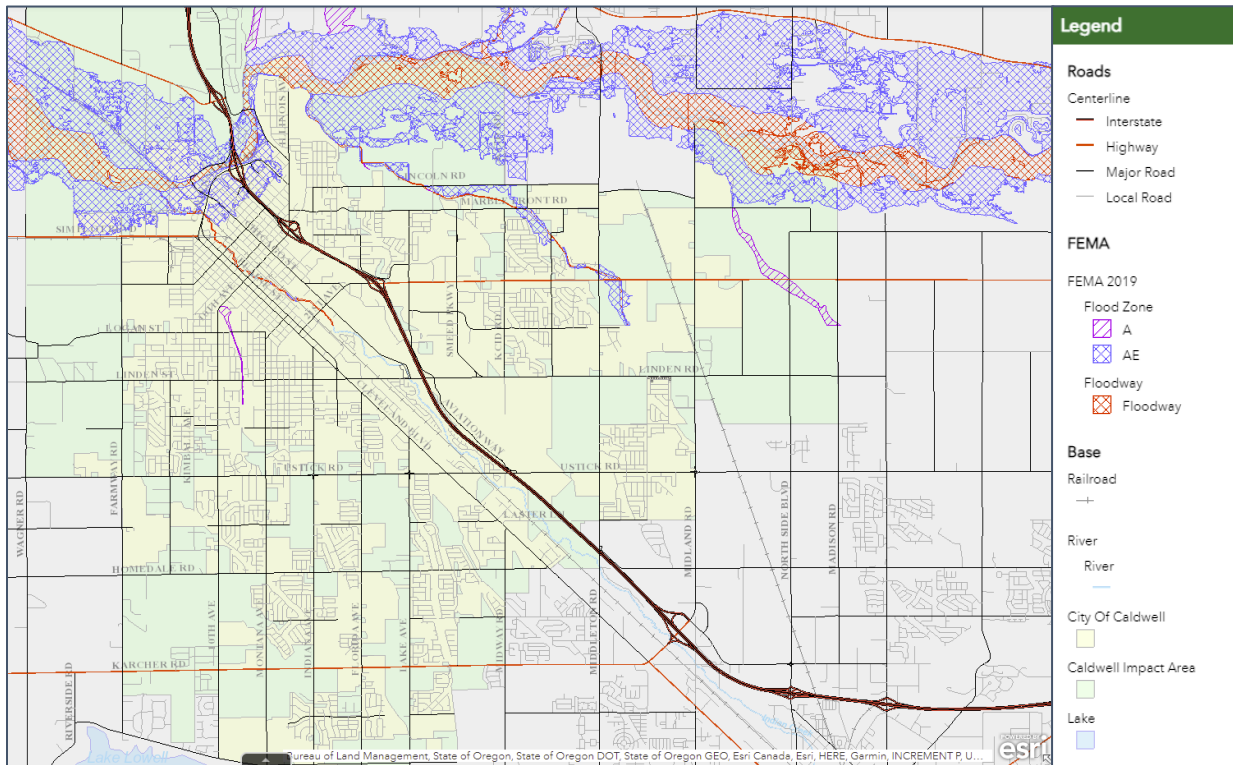 ILLINOIS AVE
LINCOLN RD
MARBLE FRONT RD
LOGAN ST
LINDEN ST
LINDEN RD
SMEED PKWY
KCID RD
CLEVELAND BLVD
AVIATION WAY
USTICK RD
USTICK RD
LASTER LN
WAGNER RD
FARMWAY RD
KIMBALL AVE
HOMEDALE RD
10TH AVE
MONTANA AVE
INDIANA AVE
FLORIDA AVE
LAKE AVE
MIDWAY RD
MIDDLETON RD
MIDLAND RD
NORTH SIDE BLVD
MADISON RD
KARCHER RD
RIVERSIDE RD
Lake Lowell
Bureau of Land Management, State of Oregon, State of Oregon DOT, State of Oregon GEO, Esri Canada, Esri, HERE, Garmin, INCREMENT P, U...
POWERED BY
esri
Legend
Roads
Centerline
Interstate
Highway
Major Road
Local Road
FEMA
FEMA 2019
Flood Zone
A
AE
Floodway
Floodway
Base
Railroad
River
River
City Of Caldwell
Caldwell Impact Area
Lake